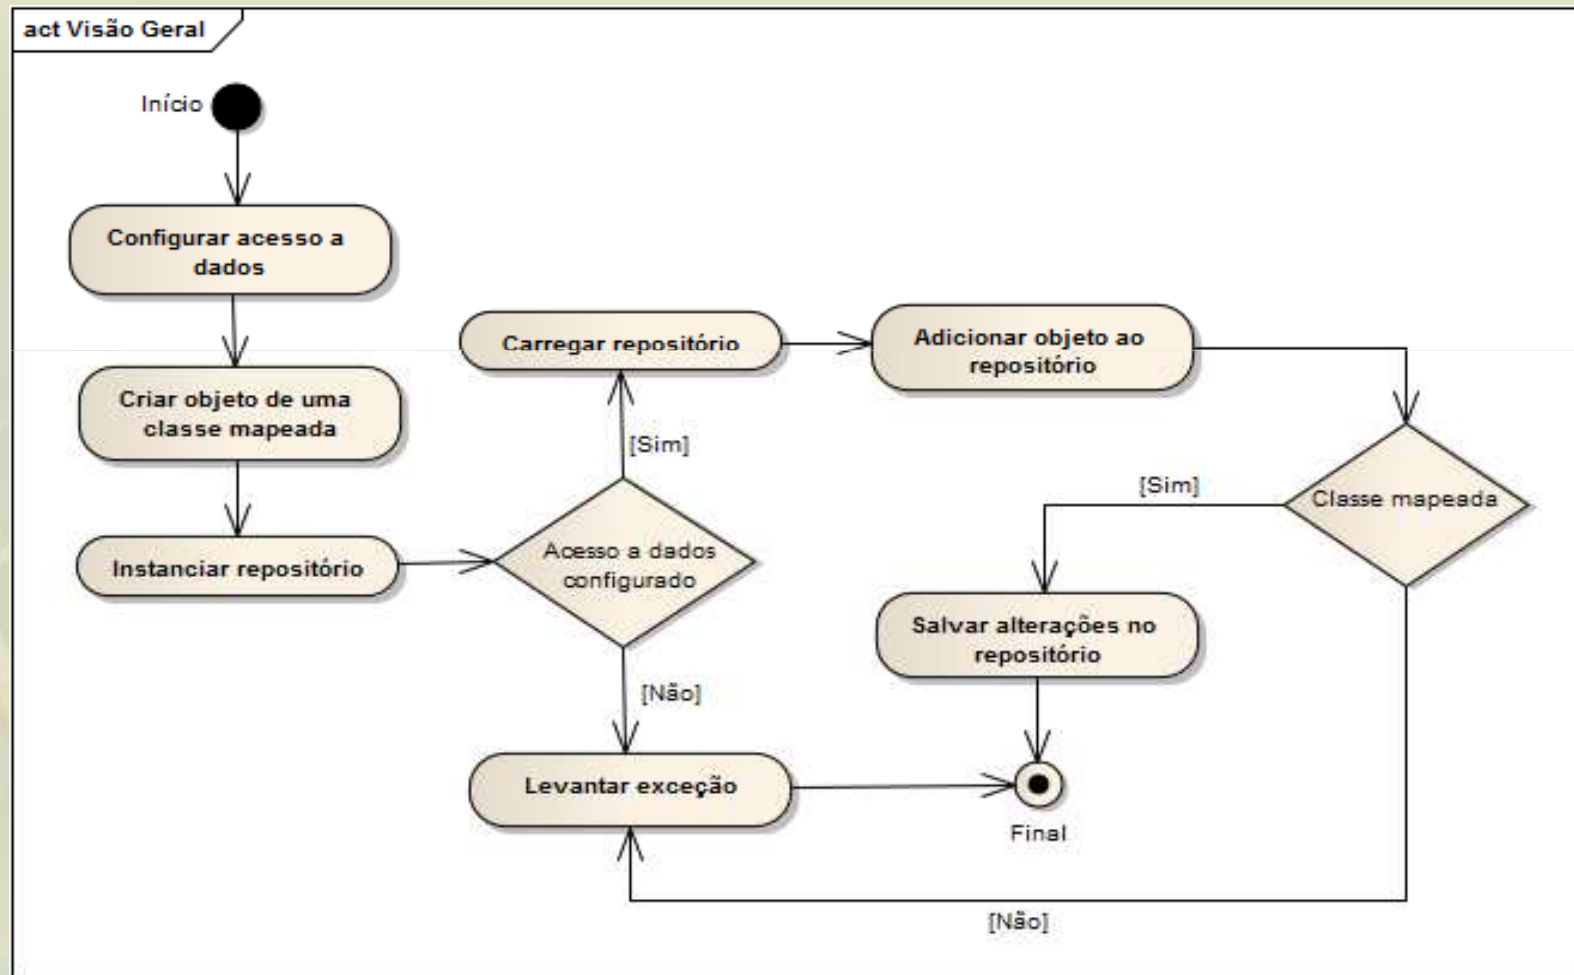 act Visão Geral
Início
Configurar acesso a
dados
Criar objeto de uma
classe mapeada
Instanciar repositório
Acesso a dados
configurado
[Sim]
Carregar repositório
Adicionar objeto ao
repositório
Classe mapeada
[Sim]
Salvar alterações no
repositório
[Não]
Levantar exceção
Final
[Não]